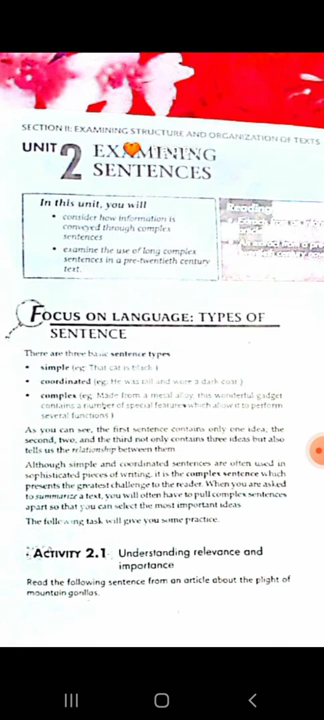 SECTION II: EXAMINING STRUCTURE AND ORGANIZATION OF TEXTS
UNIT 2 EXAMINING
SENTENCES
In this unit, you will
• consider how information is
conveyed through complex
sentences
• examine the use of long complex
sentences in a pre-twentieth century
text.
Reading
FOCUS ON LANGUAGE: TYPES OF
SENTENCE
There are three basic sentence types
• simple (eg: That cat is black.)
• coordinated (eg: He was tall and wore a dark coat.)
• complex (eg: Made from a metal alloy, this wonderful gadget
contains a number of special features which allow it to perform
several functions.)
As you can see, the first sentence contains only one idea, the
second, two, and the third not only contains three ideas but also
tells us the relationship between them
Although simple and coordinated sentences are often used in
sophisticated pieces of writing, it is the complex sentence which
presents the greatest challenge to the reader. When you are asked
to summarize a text, you will often have to pull complex sentences
apart so that you can select the most important ideas
The following task will give you some practice.
ACTIVITY 2.1 Understanding relevance and
importance
Read the following sentence from an article about the plight of
mountain gorillas.